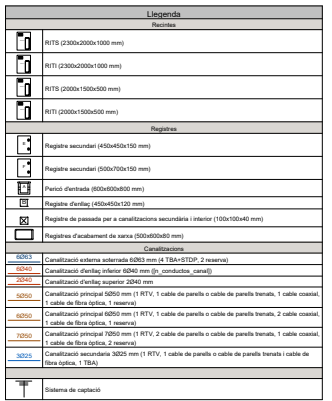 Llegenda
Recintes
RITS (2300x2000x1000 mm)
RITI (2300x2000x1000 mm)
RITS (2000x1500x500 mm)
RITI (2000x1500x500 mm)
Registres
Registre secundari (450x450x150 mm)
Registre secundari (500x700x150 mm)
Pericó d'entrada (600x600x800 mm)
Registre d'enllaç (450x450x120 mm)
Registre de passada per a canalitzacions secundària i interior (100x100x40 mm)
Registres d'acabament de xarxa (500x600x80 mm)
Canalitzacions
6Ø63 Canalització externa soterrada 6Ø63 mm (4 TBA+STDP, 2 reserva)
6Ø40 Canalització d'enllaç inferior 6Ø40 mm ([n_conductos_canal])
2Ø40 Canalització d'enllaç superior 2Ø40 mm
5Ø50 Canalització principal 5Ø50 mm (1 RTV, 1 cable de parells o cable de parells trenats, 1 cable coaxial,
1 cable de fibra òptica, 1 reserva)
6Ø50 Canalització principal 6Ø50 mm (1 RTV, 2 cable de parells o cable de parells trenats, 1 cable coaxial,
1 cable de fibra òptica, 1 reserva)
7Ø50 Canalització principal 7Ø50 mm (1 RTV, 2 cable de parells o cable de parells trenats, 1 cable coaxial,
1 cable de fibra òptica, 2 reserva)
3Ø25 Canalització secundaria 3Ø25 mm (1 RTV, 1 cable de parells o cable de parells trenats i cable de
fibra òptica, 1 TBA)
Sistema de captació